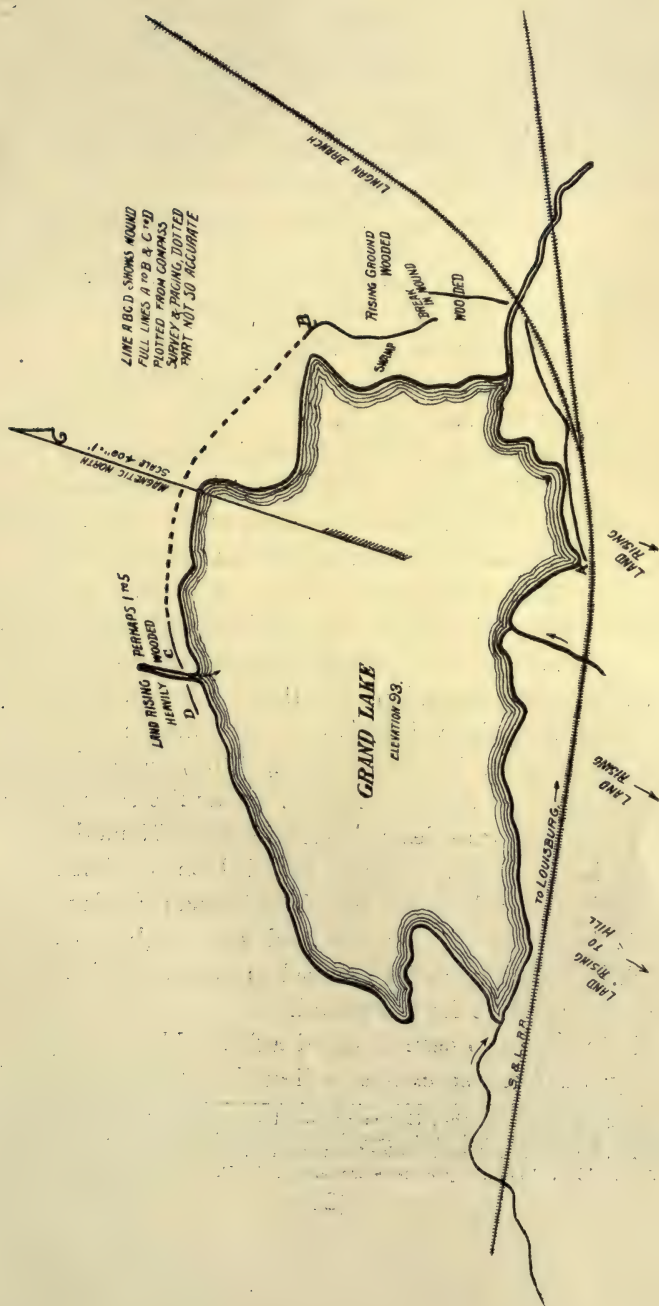 LINE A B C D SHOWS MOUND
FULL LINES A TO B & C TO D
PLOTTED FROM COMPASS
SURVEY & PACING, DOTTED
PART NOT SO ACCURATE
LINGAN BRANCH
RISING GROUND
WOODED
BREAK
IN MOUND
WOODED
SWAMP
B
MAGNETIC NORTH
SCALE 400'=1"
LAND RISING PERHAPS 1 TO 5
HEAVILY WOODED
C
D
GRAND LAKE
ELEVATION 93.
A
LAND
RISING
LAND
RISING
LAND
RISING
TO
HILL
TO LOUISBURG.
S. & L. R.R.